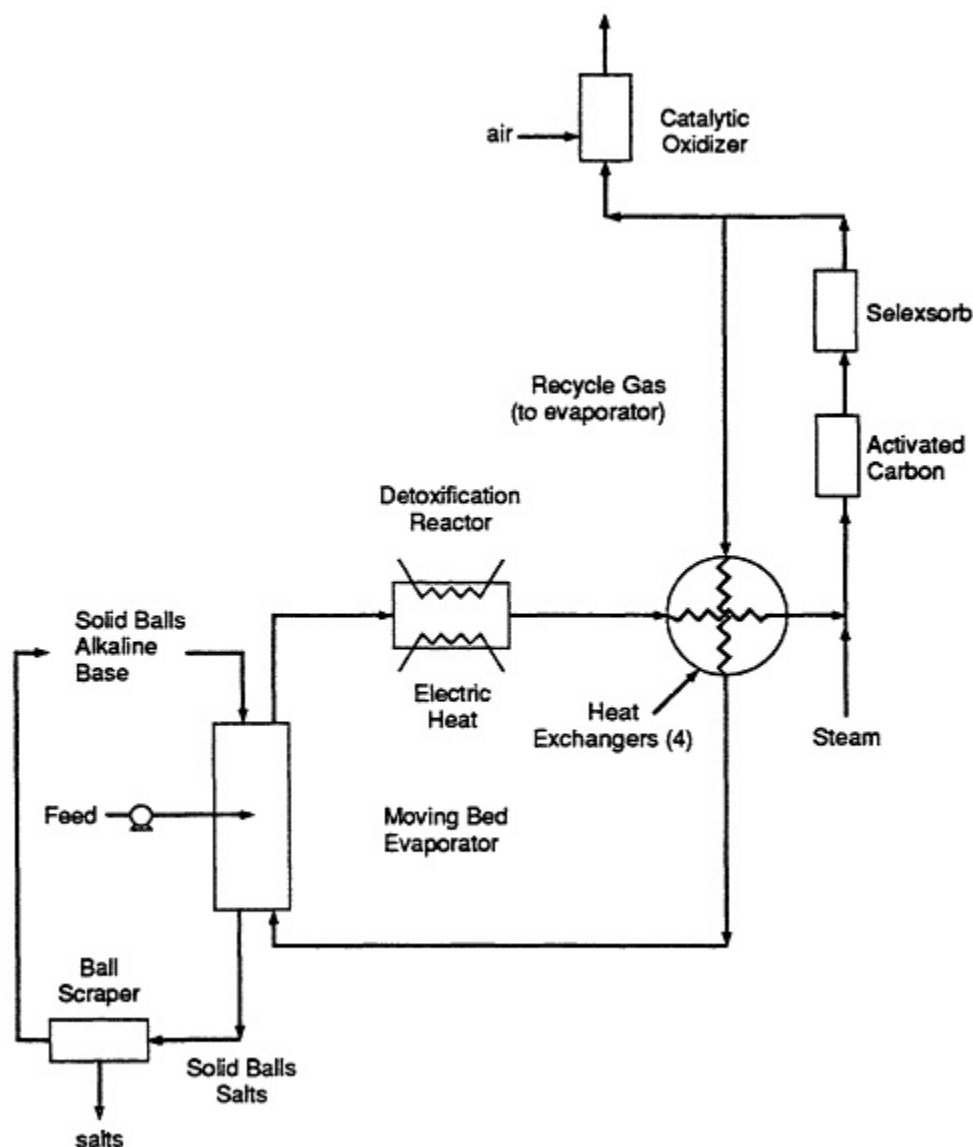 air
Catalytic
Oxidizer
Selexsorb
Recycle Gas
(to evaporator)
Activated
Carbon
Detoxification
Reactor
Solid Balls
Alkaline
Base
Electric
Heat
Heat
Exchangers (4)
Steam
Feed
Moving Bed
Evaporator
Ball
Scraper
Solid Balls
Salts
salts